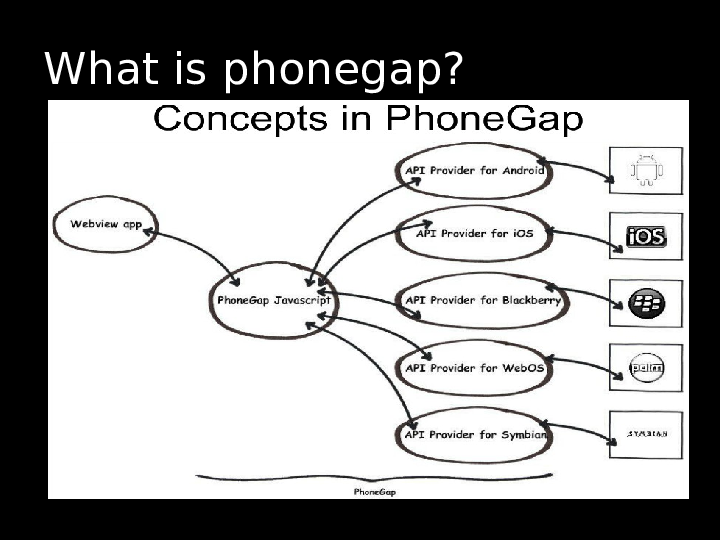 What is phonegap?
Concepts in PhoneGap
API Provider for Android
Webview app
API Provider for iOS
iOS
PhoneGap Javascript
API Provider for Blackberry
API Provider for WebOS
palm
API Provider for Symbian
symbian
PhoneGap